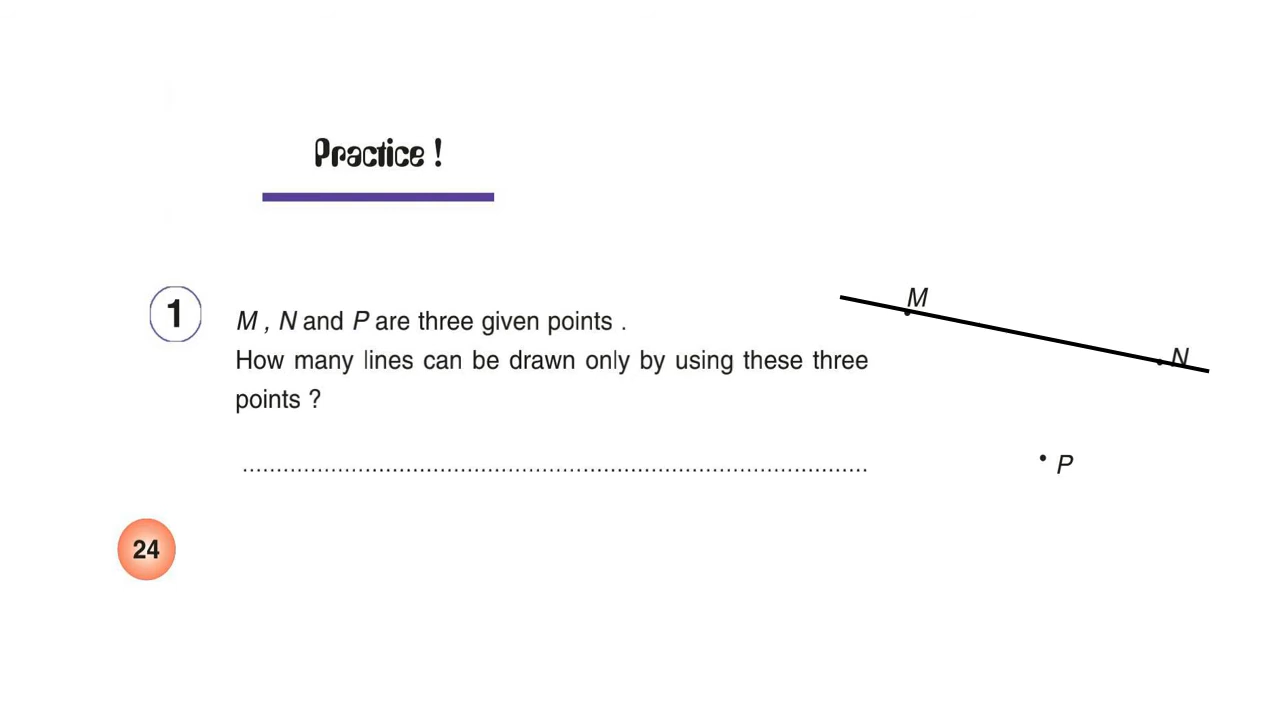 Practice !
1
M , N and P are three given points .
How many lines can be drawn only by using these three
points ?
..............................................................................................
M
N
P
24